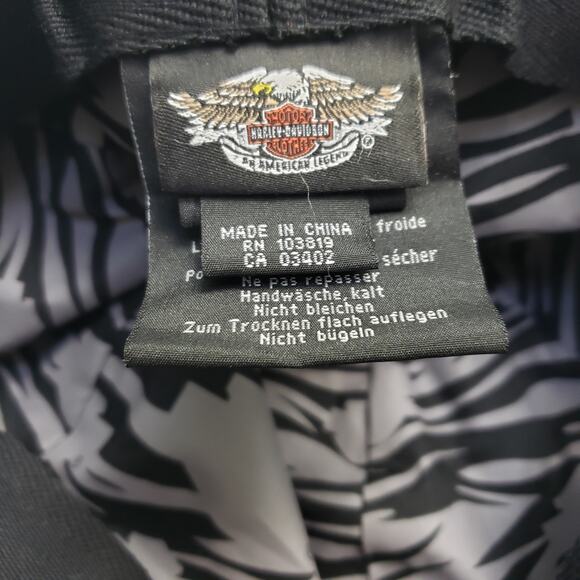 MOTOR
HARLEY-DAVIDSON
CLOTHES
AN AMERICAN LEGEND
®
MADE IN CHINA
RN 103819
CA 03402
froide
sécher
Ne pas repasser
Handwäsche, kalt
Nicht bleichen
Zum Trocknen flach auflegen
Nicht bügeln